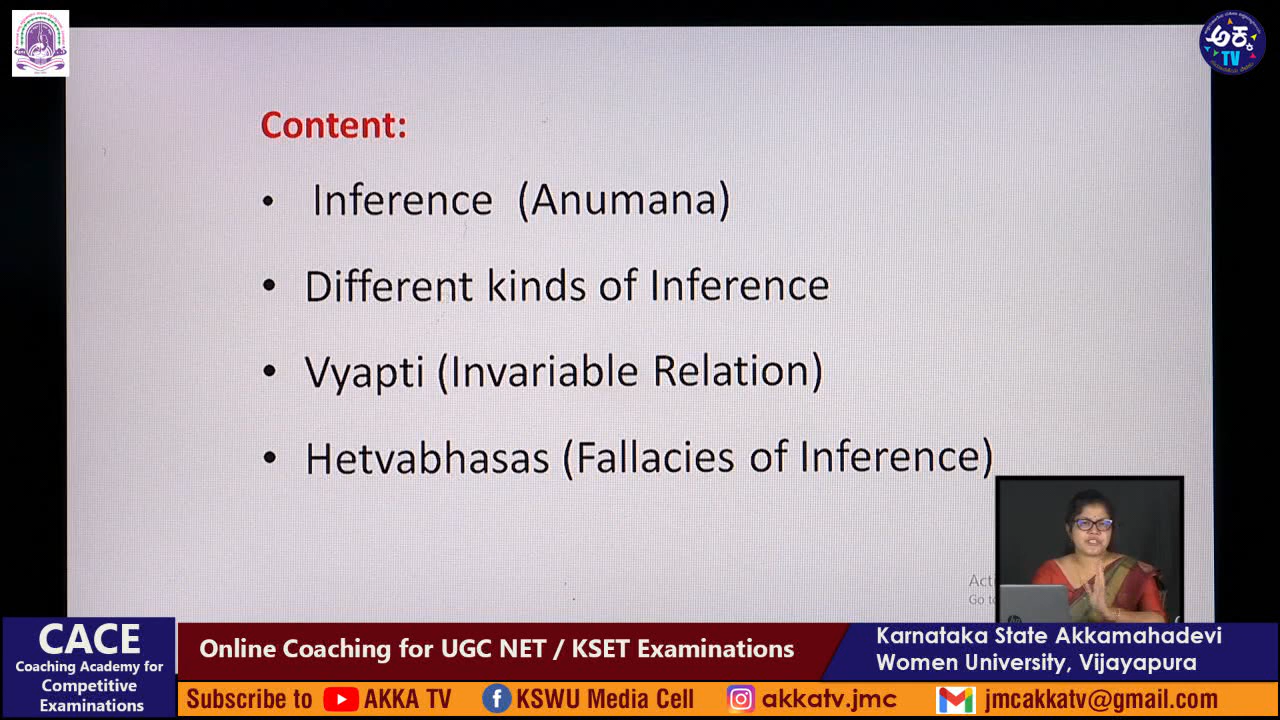 ಅಕ್ಕ
TV
Content:
• Inference (Anumana)
• Different kinds of Inference
• Vyapti (Invariable Relation)
• Hetvabhasas (Fallacies of Inference)
CACE
Coaching Academy for
Competitive
Examinations
Online Coaching for UGC NET / KSET Examinations
Karnataka State Akkamahadevi
Women University, Vijayapura
Subscribe to AKKA TV KSWU Media Cell akkatv.jmc jmcakkatv@gmail.com